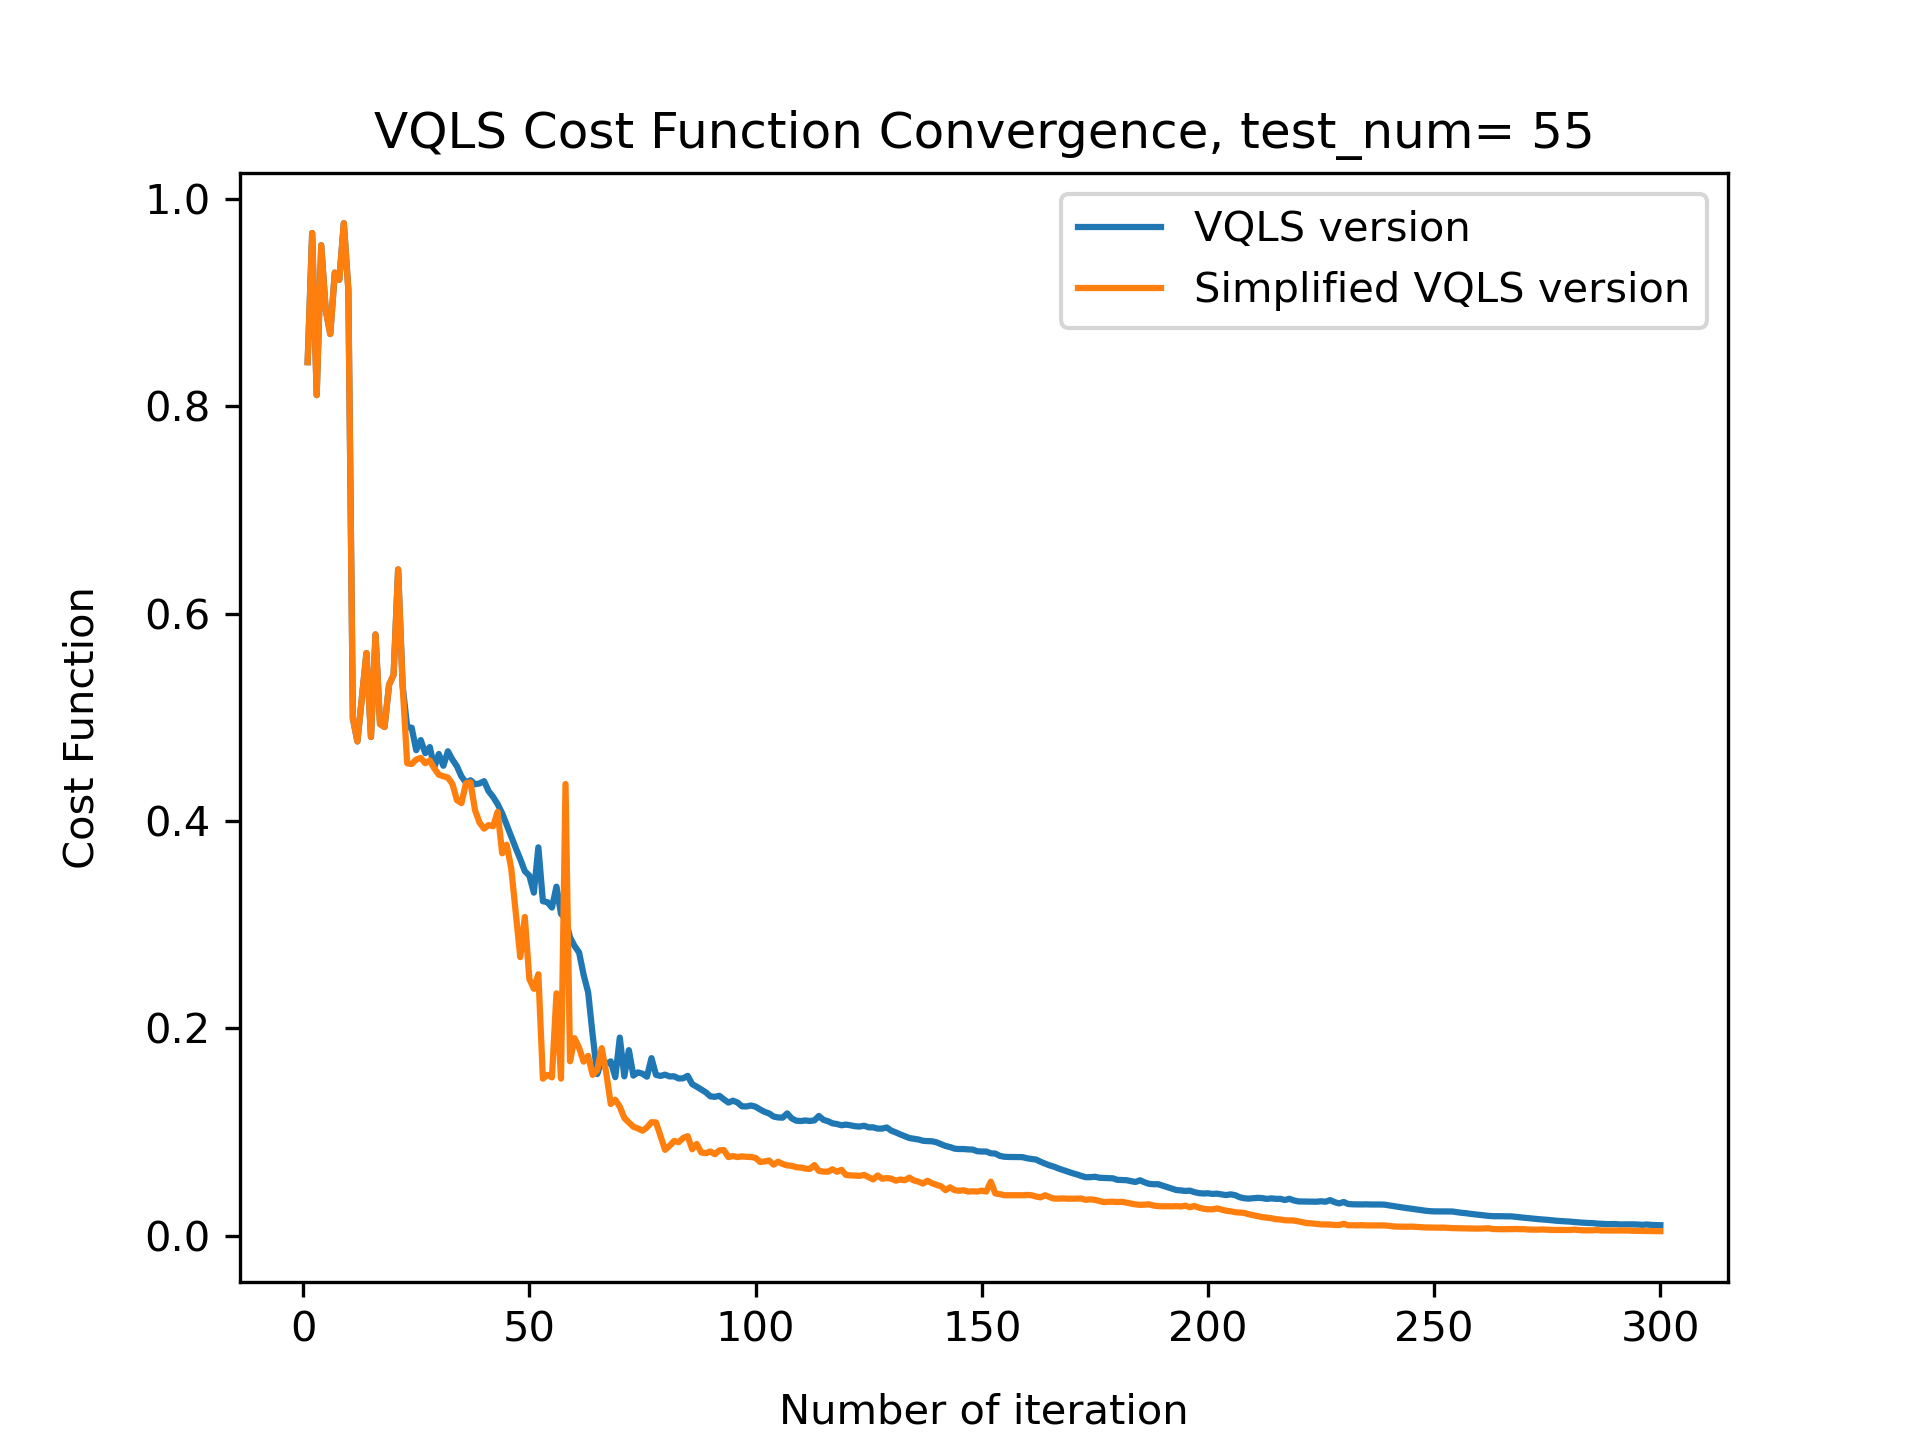 VQLS Cost Function Convergence, test_num= 55
VQLS version
Simplified VQLS version
1.0
0.8
0.6
0.4
0.2
0.0
Cost Function
0 50 100 150 200 250 300
Number of iteration